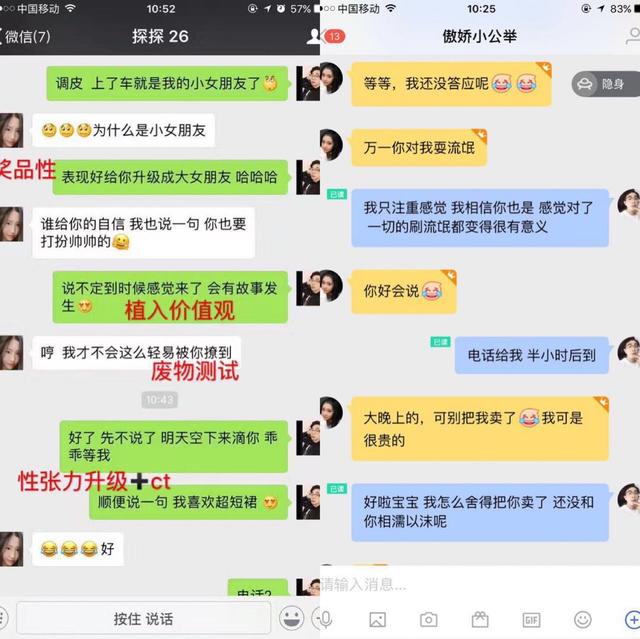 中国移动
10:52
57%
微信(7)
探探 26
调皮 上了车就是我的小女朋友了
为什么是小女朋友
奖品性
表现好给你升级成大女朋友 哈哈哈
谁给你的自信 我也说一句 你也要
打扮帅帅的
说不定到时候感觉来了 会有故事发
生
植入价值观
哼 我才不会这么轻易被你撩到
废物测试
10:43
好了 先不说了 明天空下来滴你 乖
乖等我
性张力升级➕ct
顺便说一句 我喜欢超短裙
好
按住 说话
中国移动
10:25
83%
13
傲娇小公举
等等，我还没答应呢
隐身
万一你对我耍流氓
已读
我只注重感觉 我相信你也是 感觉对了
一切的刷流氓都变得很有意义
你好会说
已读
电话给我 半小时后到
大晚上的，可别把我卖了我可是
很贵的
已读
好啦宝宝 我怎么舍得把你卖了 还没和
你相濡以沫呢
请输入消息...
GIF